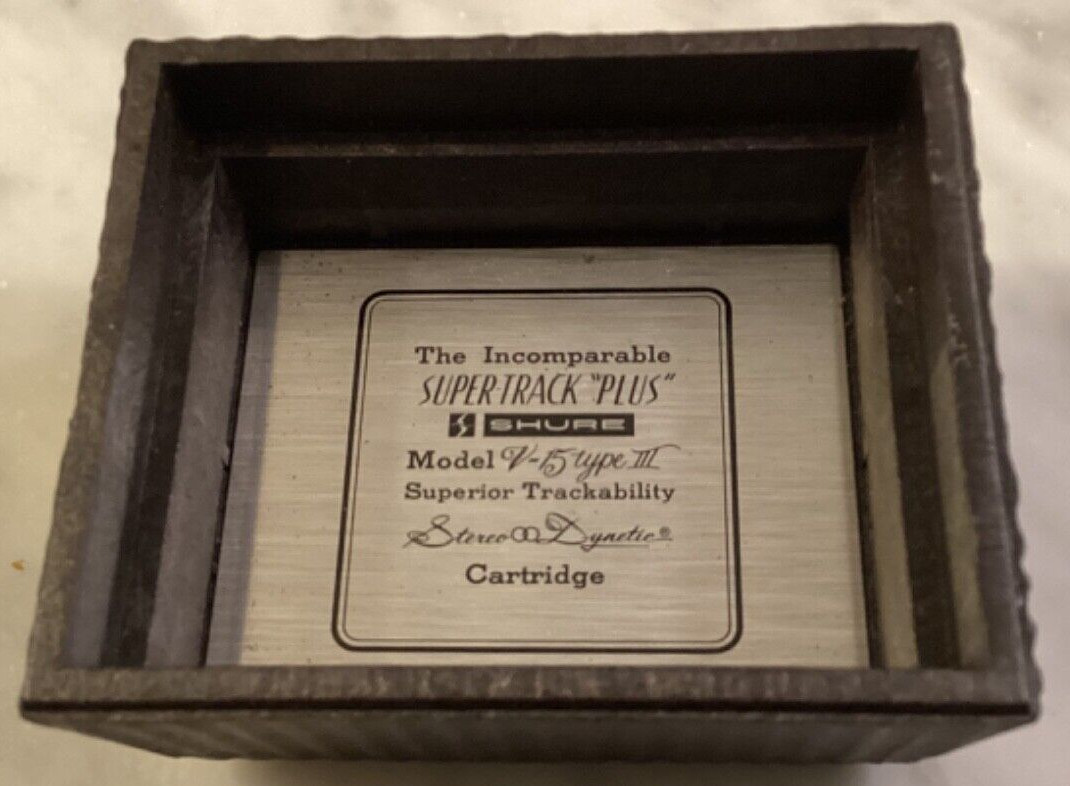 The Incomparable
SUPER-TRACK "PLUS"
SHURE
Model V-15 type III
Superior Trackability
Stereo Dynetic®
Cartridge